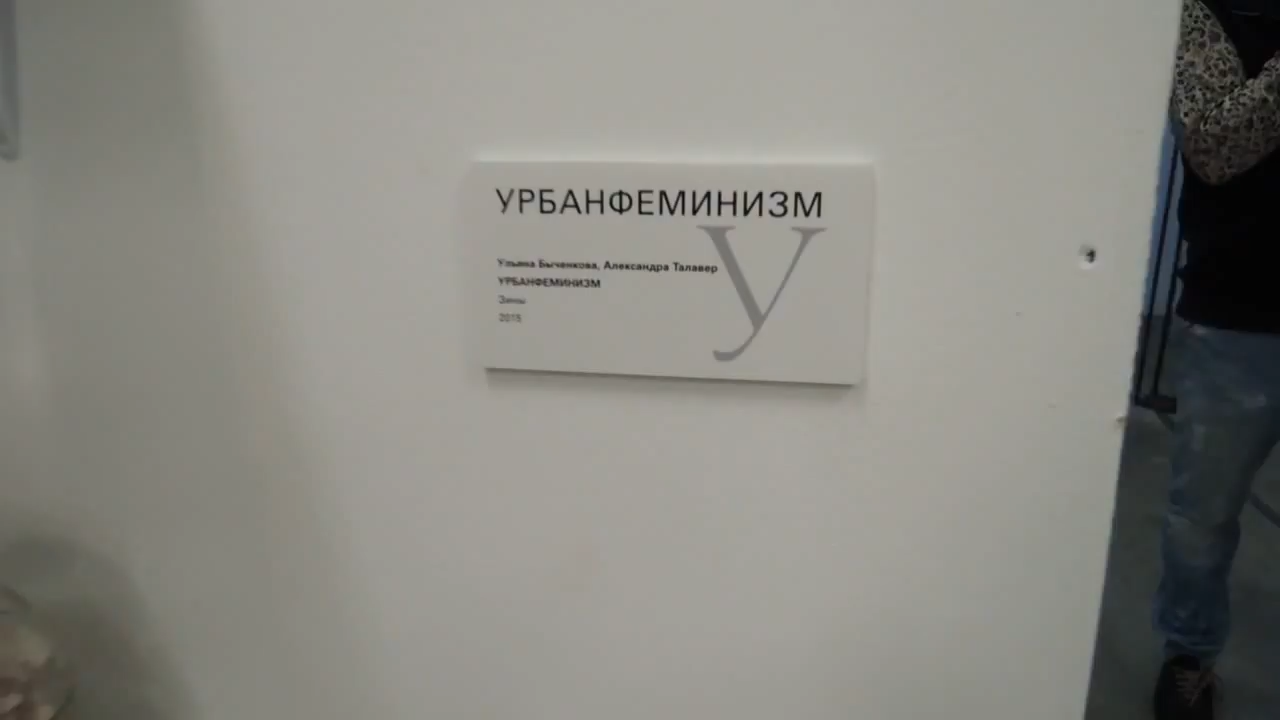 УРБАНФЕМИНИЗМ
У
Ульяна Быченкова, Александра Талавер
УРБАНФЕМИНИЗМ
Зины
2015